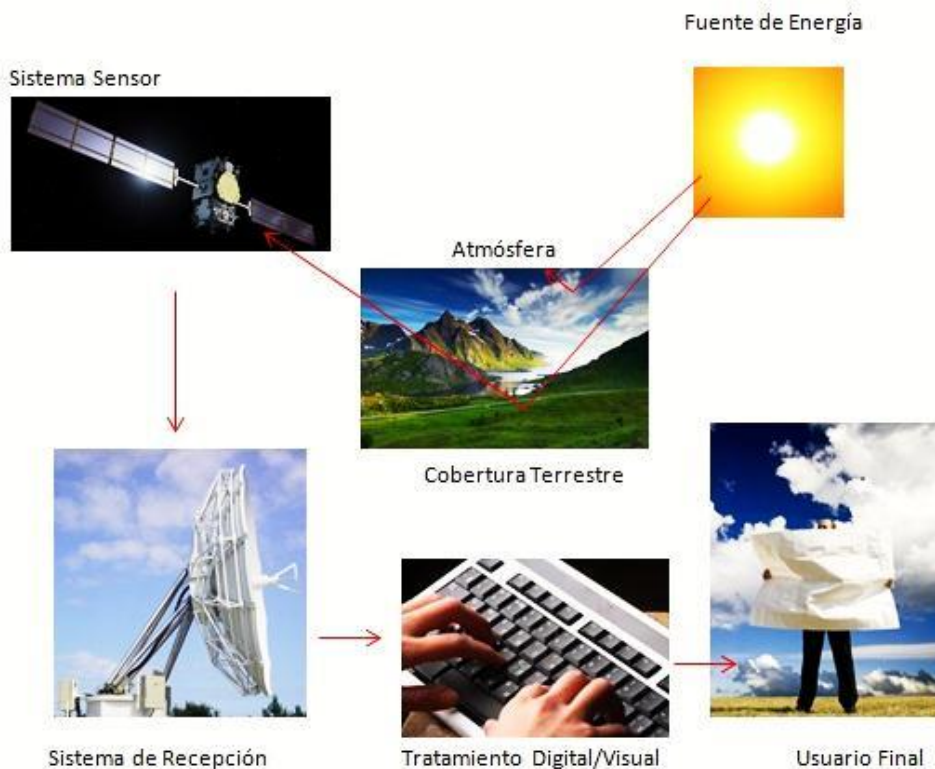 Fuente de Energía
Sistema Sensor
Atmósfera
Cobertura Terrestre
Sistema de Recepción
Tratamiento Digital/Visual
Usuario Final